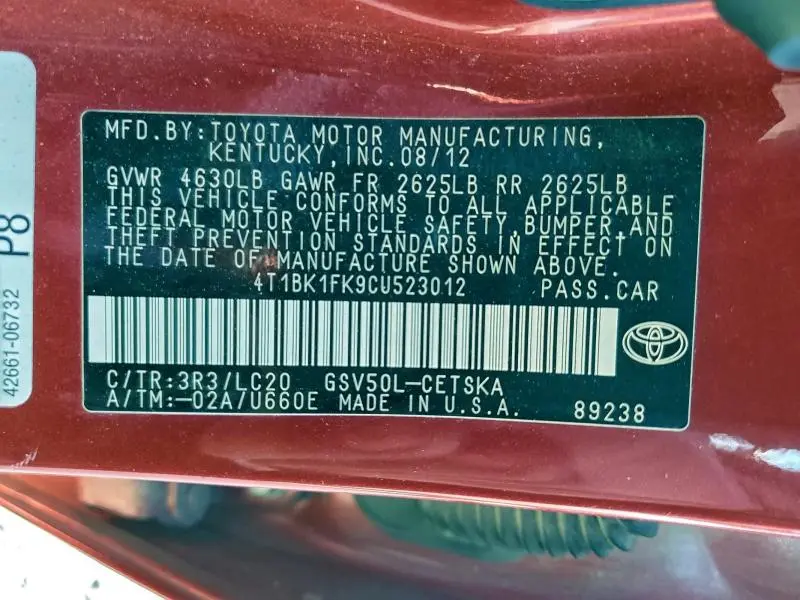 MFD.BY:TOYOTA MOTOR MANUFACTURING,
KENTUCKY,INC.08/12
GVWR 4630LB GAWR FR 2625LB RR 2625LB
THIS VEHICLE CONFORMS TO ALL APPLICABLE
FEDERAL MOTOR VEHICLE SAFETY,BUMPER,AND
THEFT PREVENTION STANDARDS IN EFFECT ON
THE DATE OF MANUFACTURE SHOWN ABOVE.
4T1BK1FK9CU523012 PASS.CAR
C/TR:3R3/LC20 GSV50L-CETSKA
A/TM:-02A/U660E MADE IN U.S.A. 89238
42661-06732 P8